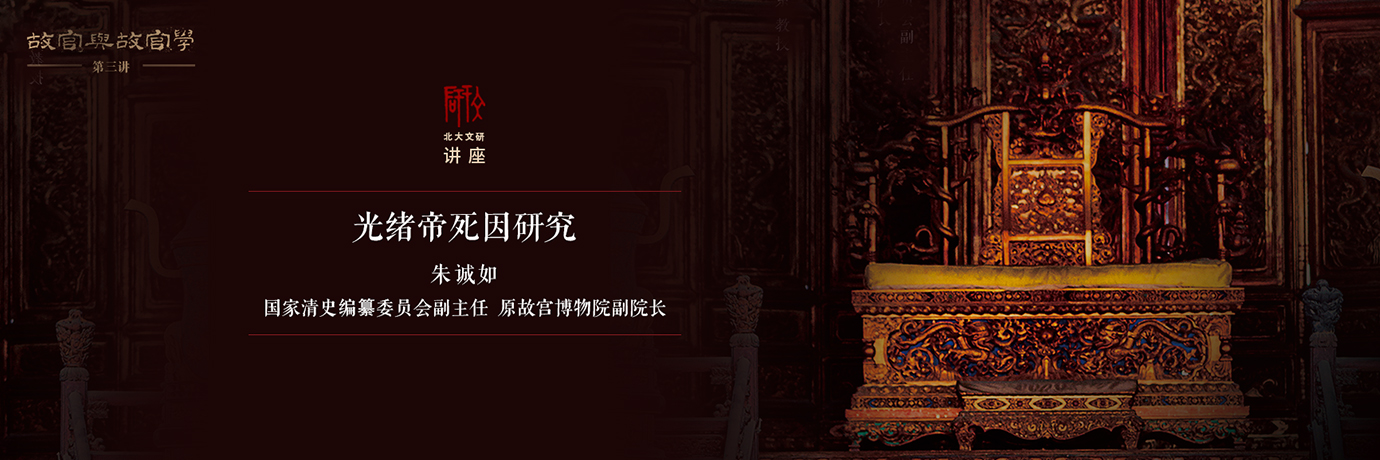 故宫與故宫學
第三讲
北大文研
讲座
光绪帝死因研究
朱诚如
国家清史编纂委员会副主任 原故宫博物院副院长